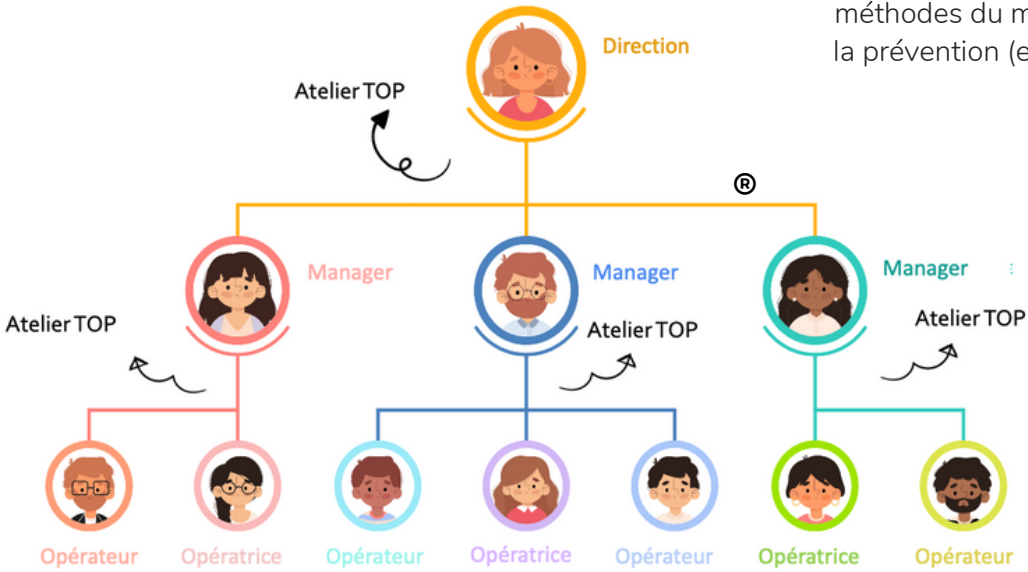 méthodes du m
la prévention (e
Direction
Atelier TOP
®
Manager
Manager
Manager
Atelier TOP
Atelier TOP
Atelier TOP
Opérateur
Opératrice
Opérateur
Opératrice
Opérateur
Opératrice
Opérateur